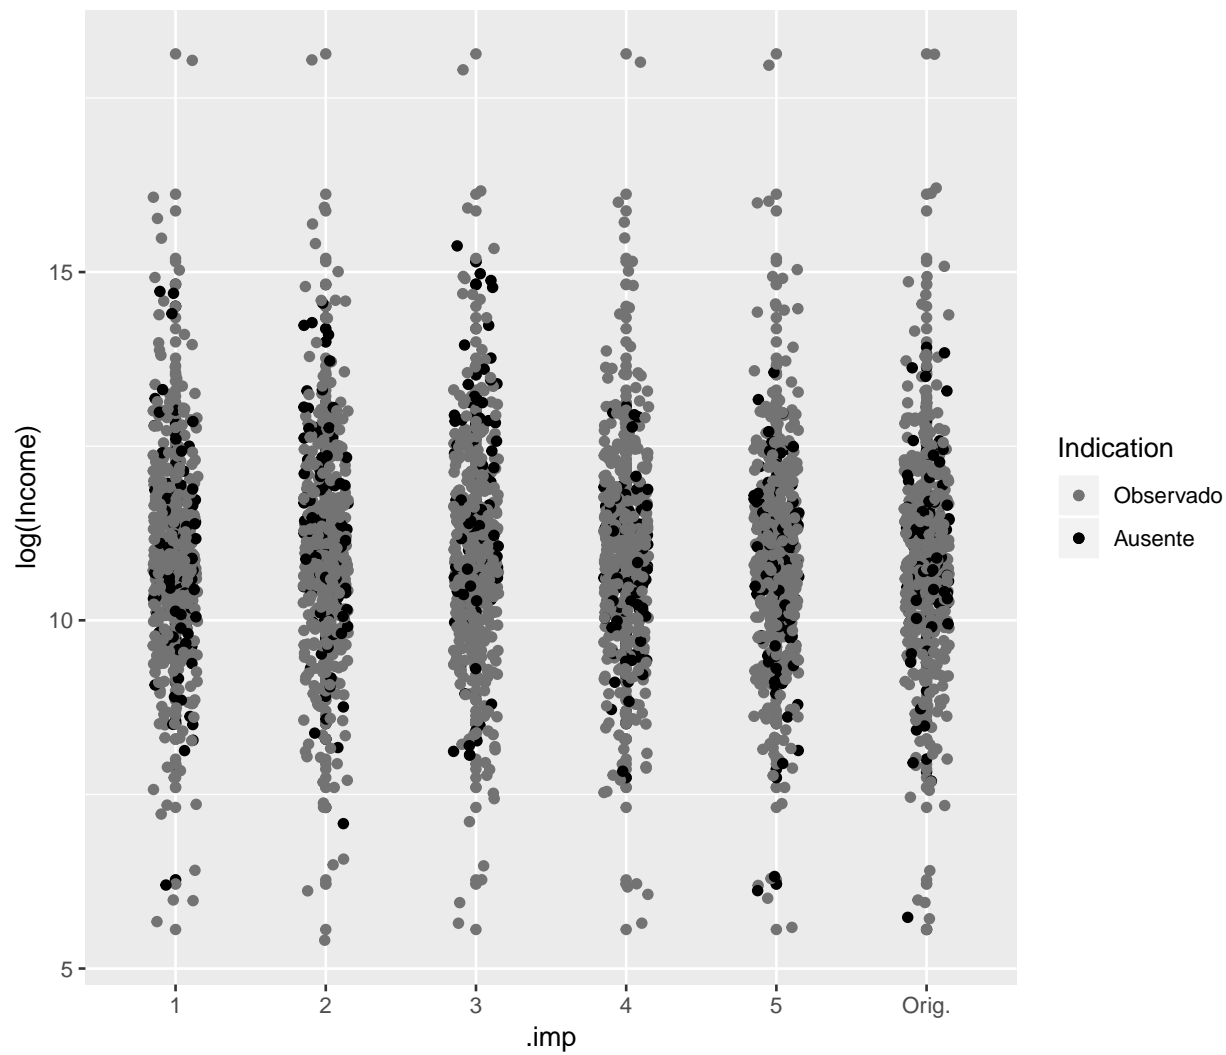 15
10
5
log(Income)
1 2 3 4 5 Orig.
.imp
Indication
Observado
Ausente